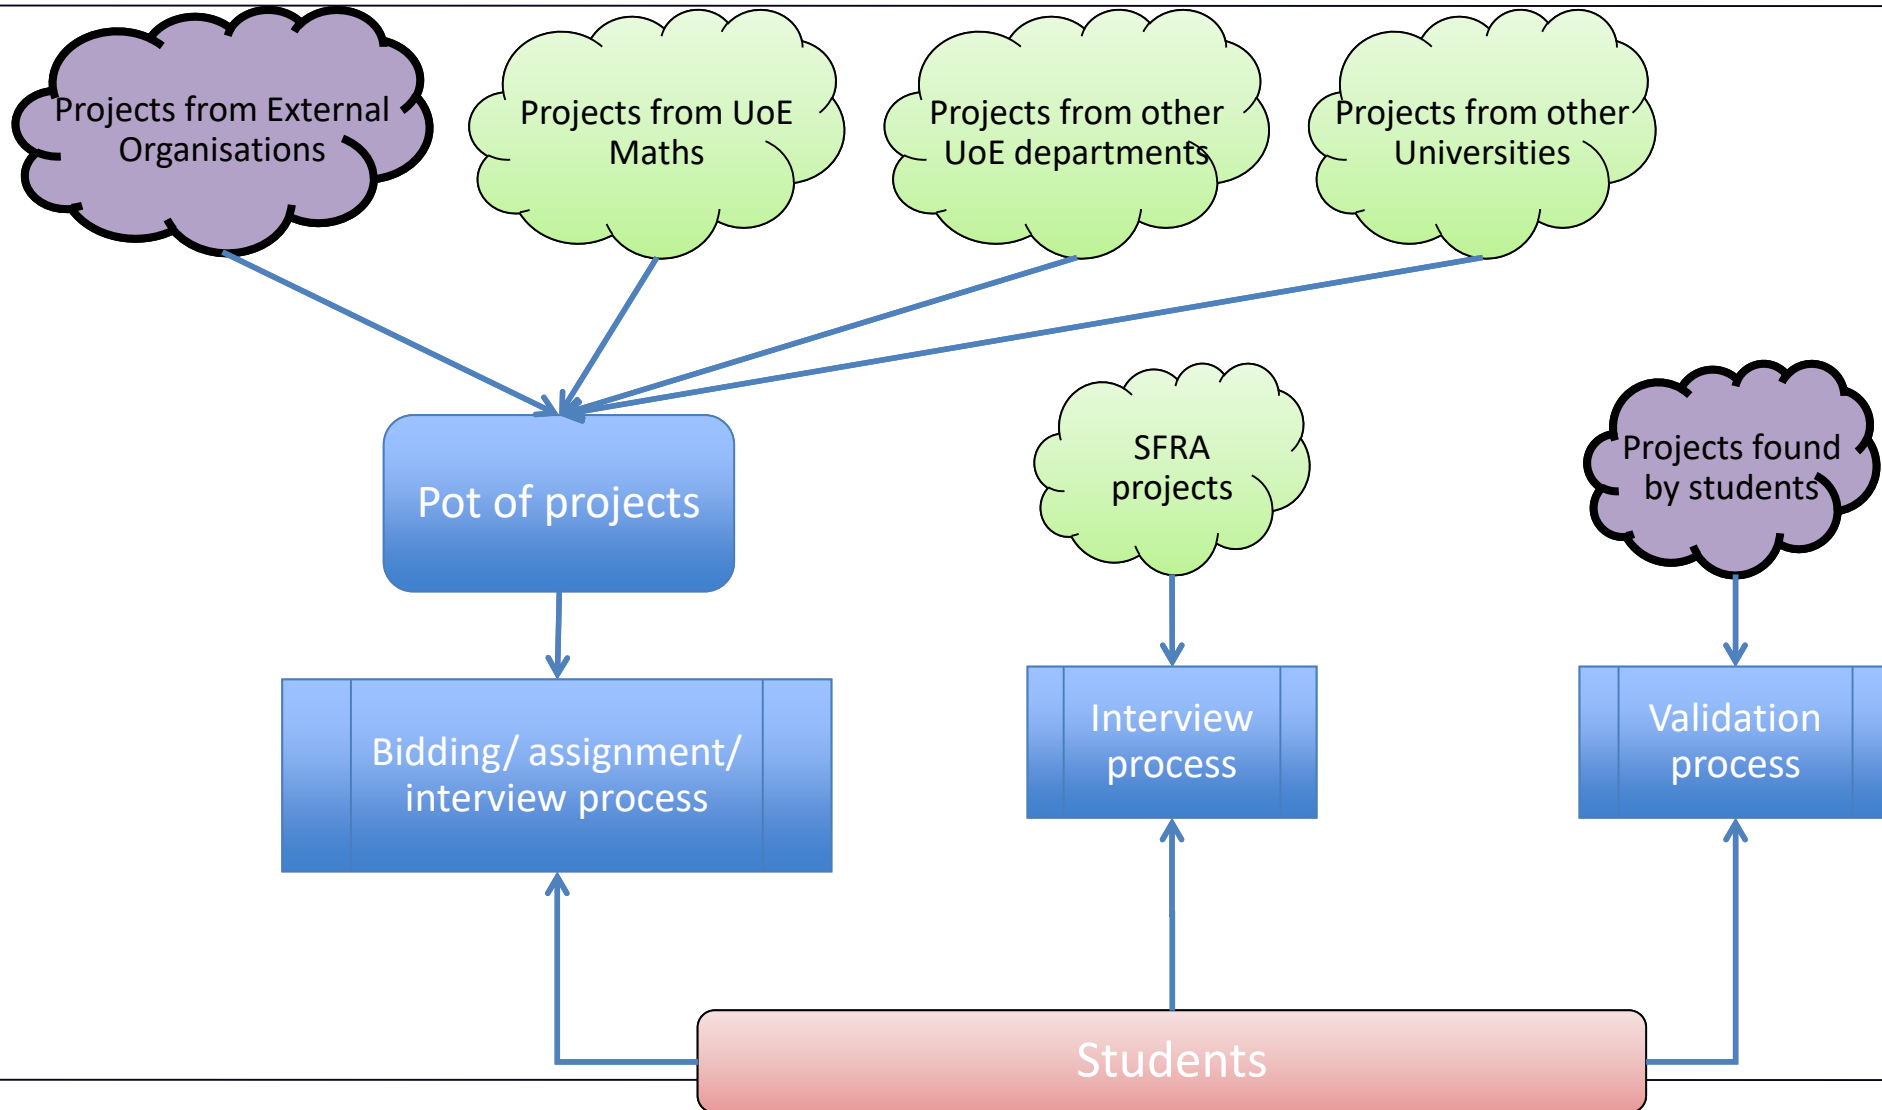 Projects from External
Organisations
Projects from UoE
Maths
Projects from other
UoE departments
Projects from other
Universities
SFRA
projects
Projects found
by students
Pot of projects
Bidding/ assignment/
interview process
Interview
process
Validation
process
Students